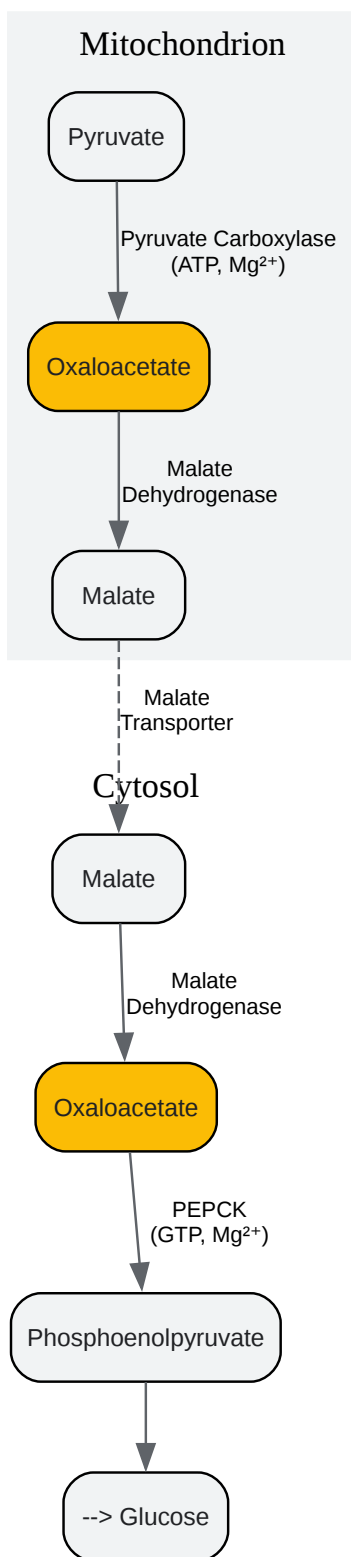 Mitochondrion
Pyruvate
Pyruvate Carboxylase
(ATP, Mg²⁺)
Oxaloacetate
Malate
Dehydrogenase
Malate
Malate
Transporter
Cytosol
Malate
Malate
Dehydrogenase
Oxaloacetate
PEPCK
(GTP, Mg²⁺)
Phosphoenolpyruvate
--> Glucose